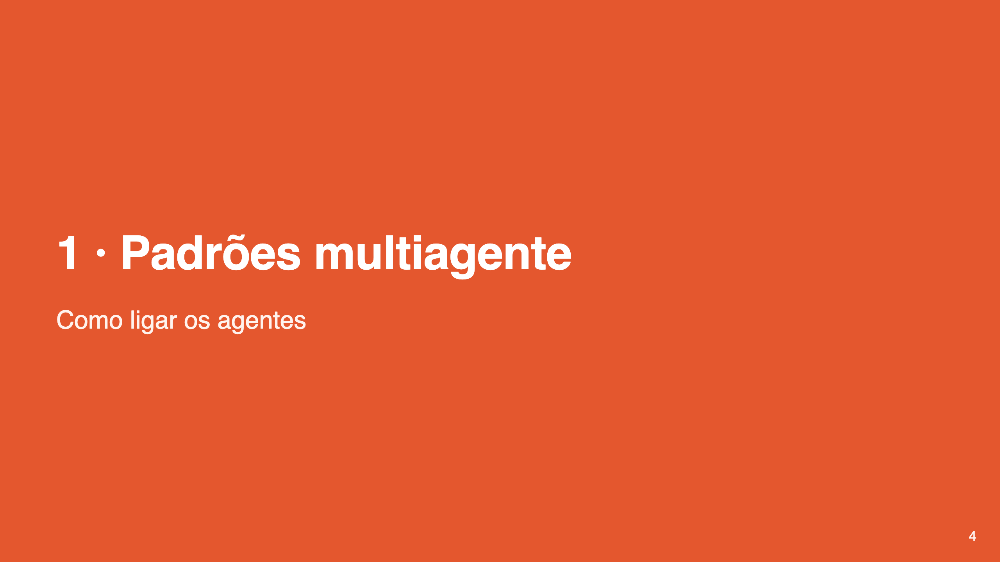 1 · Padrões multiagente
Como ligar os agentes
4